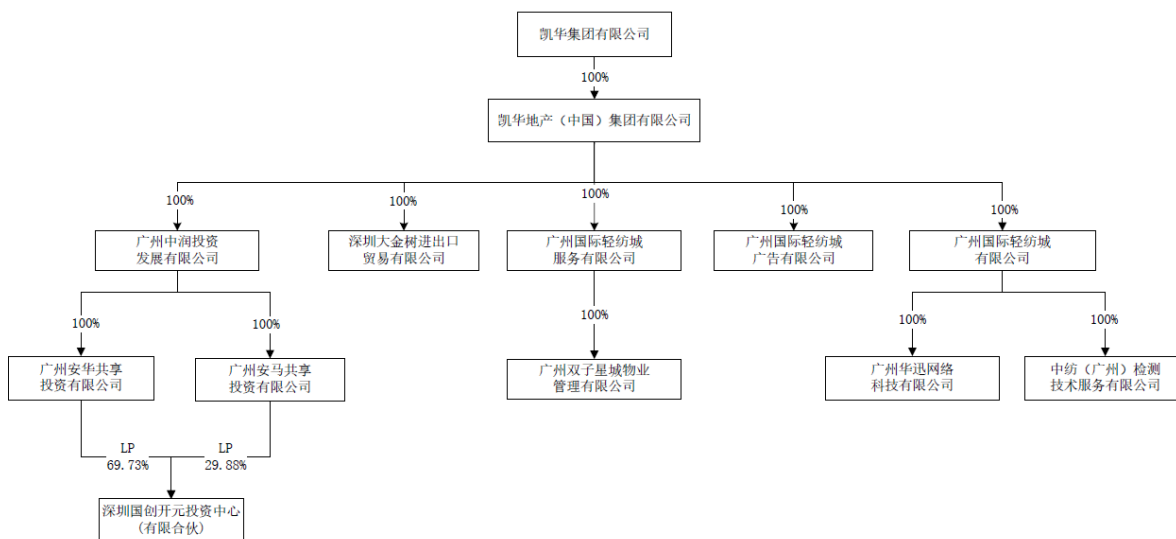 凯华集团有限公司
100%
凯华地产（中国）集团有限公司
100%
100%
100%
100%
100%
广州中润投资
发展有限公司
深圳大金树进出口
贸易有限公司
广州国际轻纺城
服务有限公司
广州国际轻纺城
广告有限公司
广州国际轻纺城
有限公司
100%
100%
100%
100%
100%
广州安华共享
投资有限公司
广州安马共享
投资有限公司
广州双子星城物业
管理有限公司
广州华迅网络
科技有限公司
中纺（广州）检测
技术服务有限公司
LP
69.73%
LP
29.88%
深圳国创开元投资中心
(有限合伙)